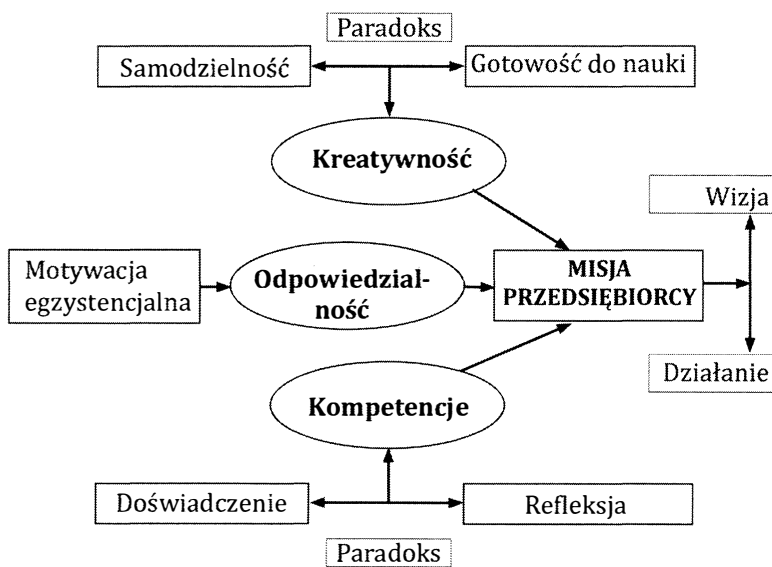 Paradoks
Samodzielność
Gotowość do nauki
Kreatywność
Wizja
Motywacja
egzystencjalna
Odpowiedzial-
ność
MISJA
PRZEDSIĘBIORCY
Działanie
Kompetencje
Doświadczenie
Refleksja
Paradoks